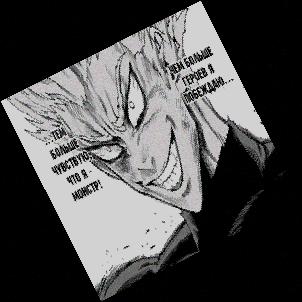 ЧЕМ БОЛЬШЕ
ГЕРОЕВ Я
ПОБЕЖДАЮ...
...ТЕМ
БОЛЬШЕ
ЧУВСТВУЮ,
ЧТО Я
МОНСТР!